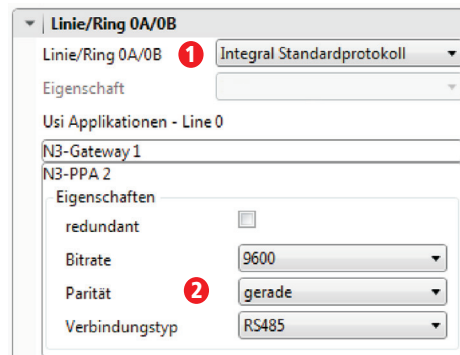 Linie/Ring 0A/0B
Linie/Ring 0A/0B 1 Integral Standardprotokoll
Eigenschaft
Usi Applikationen - Line 0
N3-Gateway 1
N3-PPA 2
Eigenschaften
redundant
Bitrate 9600
Parität 2 gerade
Verbindungstyp RS485